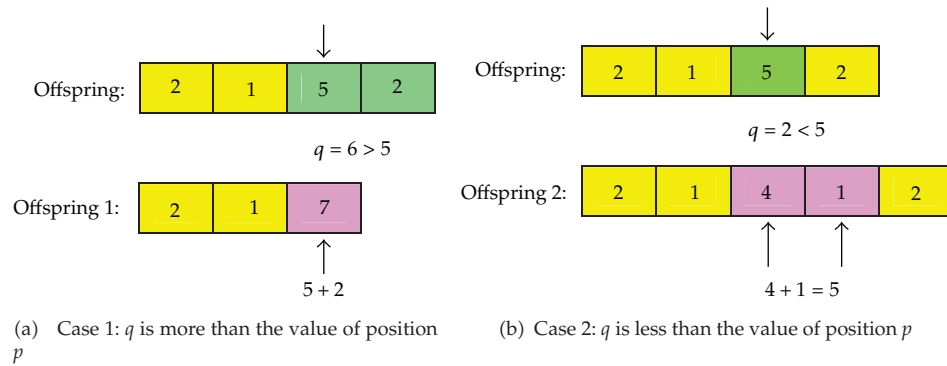 Offspring: 2 1 5 2
q = 6 > 5
Offspring 1: 2 1 7
5 + 2
(a) Case 1: q is more than the value of position
p
Offspring: 2 1 5 2
q = 2 < 5
Offspring 2: 2 1 4 1 2
4 + 1 = 5
(b) Case 2: q is less than the value of position p